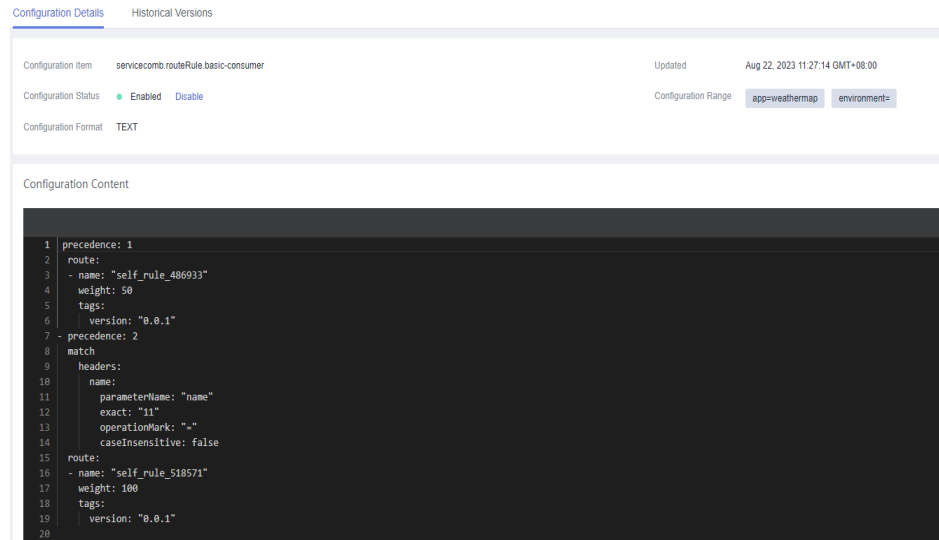 Configuration Details Historical Versions
Configuration Item servicecomb.routeRule.basic-consumer Updated Aug 22, 2023 11:27:14 GMT+08:00
Configuration Status Enabled Disable Configuration Range app=weathermap environment=
Configuration Format TEXT
Configuration Content
1 precedence: 1
2 route:
3 - name: "self_rule_486933"
4 weight: 50
5 tags:
6 version: "0.0.1"
7 - precedence: 2
8 match
9 headers:
10 name:
11 parameterName: "name"
12 exact: "11"
13 operationMark: "="
14 caseInsensitive: false
15 route:
16 - name: "self_rule_518571"
17 weight: 100
18 tags:
19 version: "0.0.1"
20